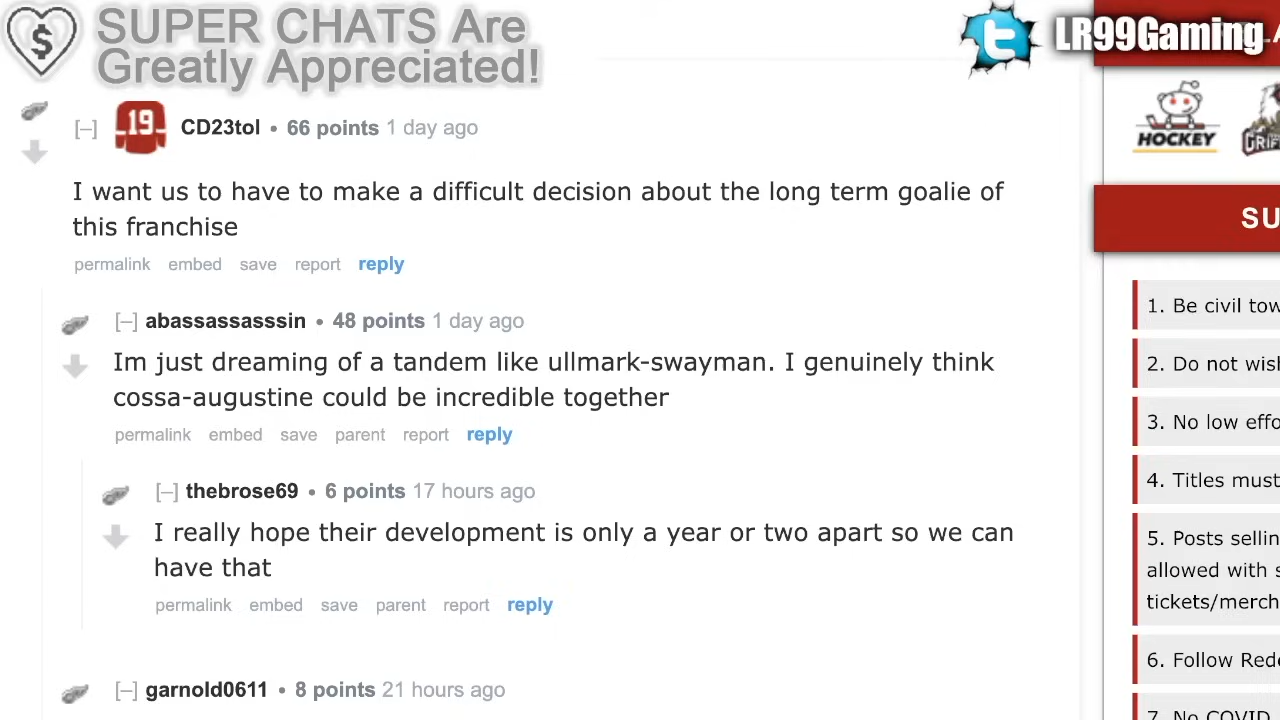 SUPER CHATS Are
Greatly Appreciated!
LR99Gaming
[–] 19 CD23tol • 66 points 1 day ago
HOCKEY
GRIF
I want us to have to make a difficult decision about the long term goalie of
this franchise
SU
permalink embed save report reply
[–] abassassasssin • 48 points 1 day ago
Im just dreaming of a tandem like ullmark-swayman. I genuinely think
cossa-augustine could be incredible together
permalink embed save parent report reply
[–] thebrose69 • 6 points 17 hours ago
I really hope their development is only a year or two apart so we can
have that
permalink embed save parent report reply
[–] garnold0611 • 8 points 21 hours ago
1. Be civil tow
2. Do not wish
3. No low effo
4. Titles must
5. Posts sellin
allowed with s
tickets/merch
6. Follow Redd
7. No COVID